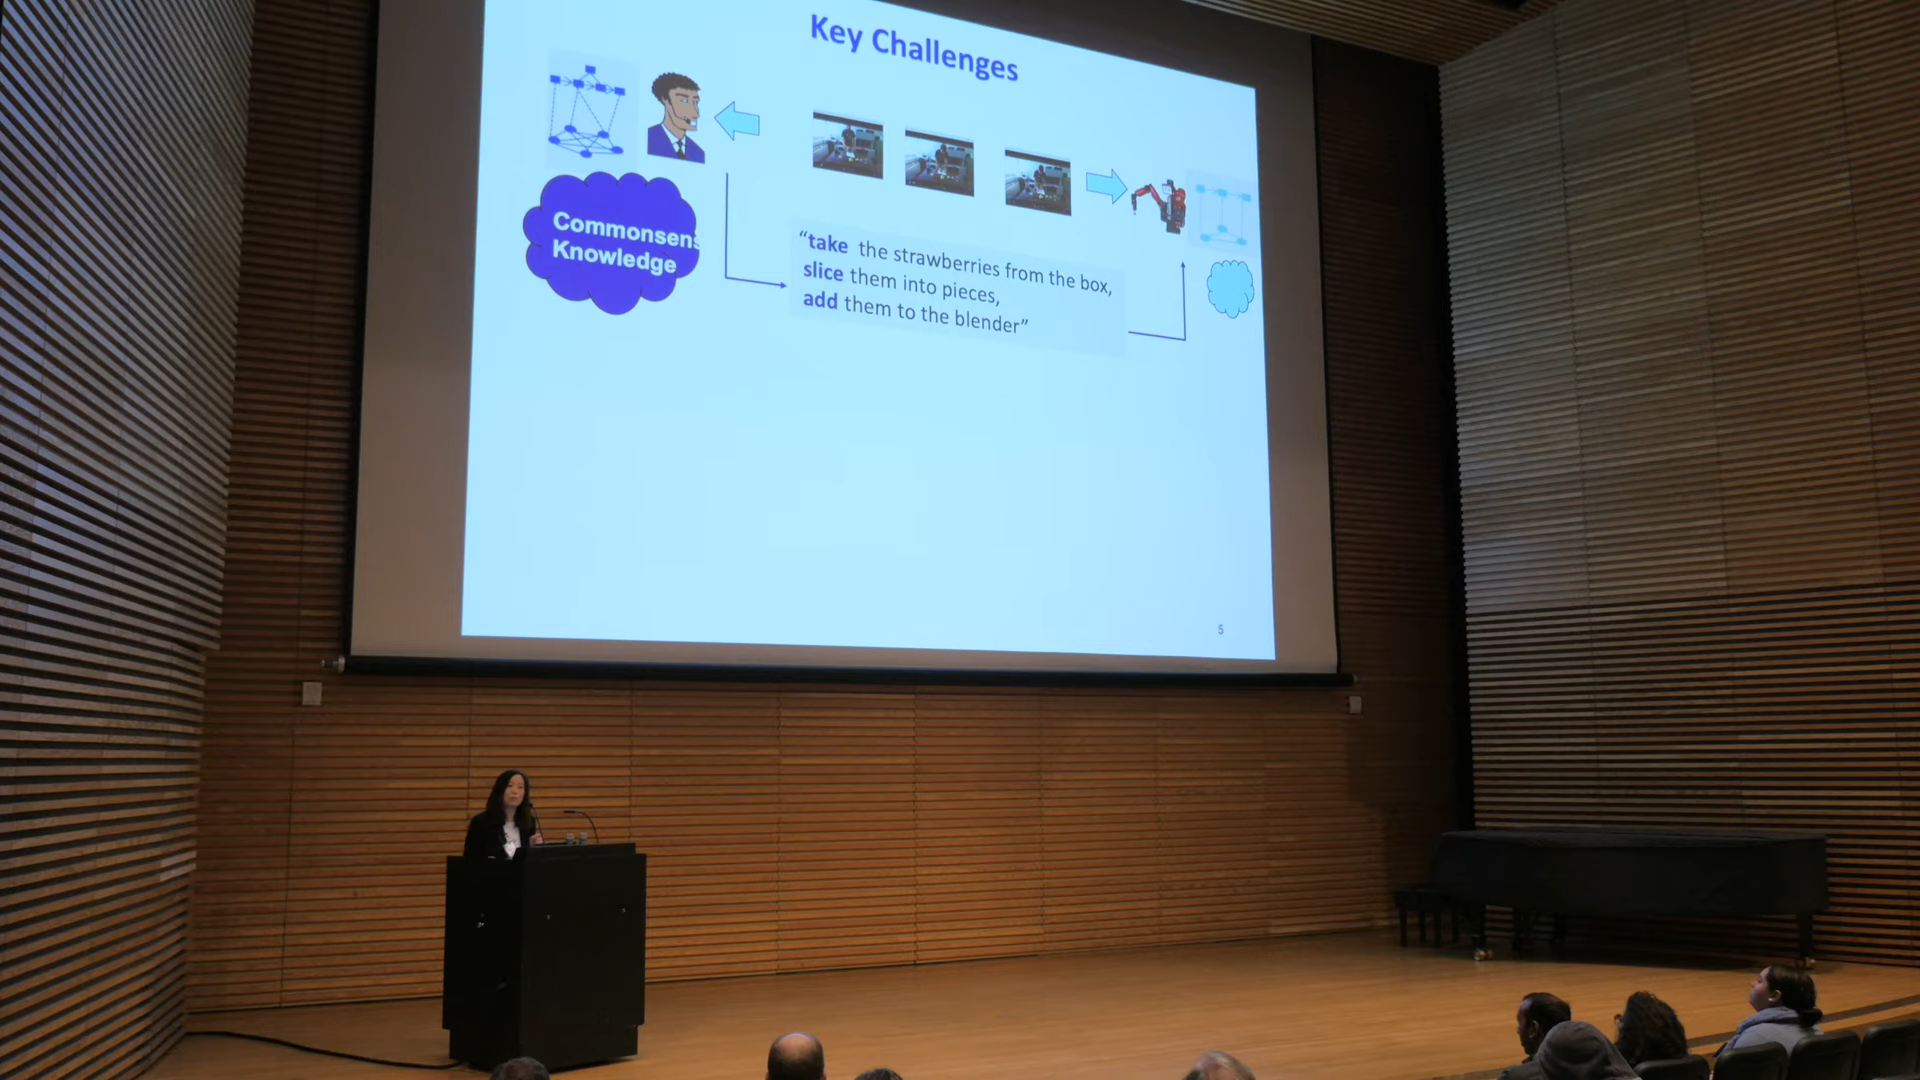 Key Challenges
Commonsens
Knowledge
“take the strawberries from the box,
slice them into pieces,
add them to the blender”
5